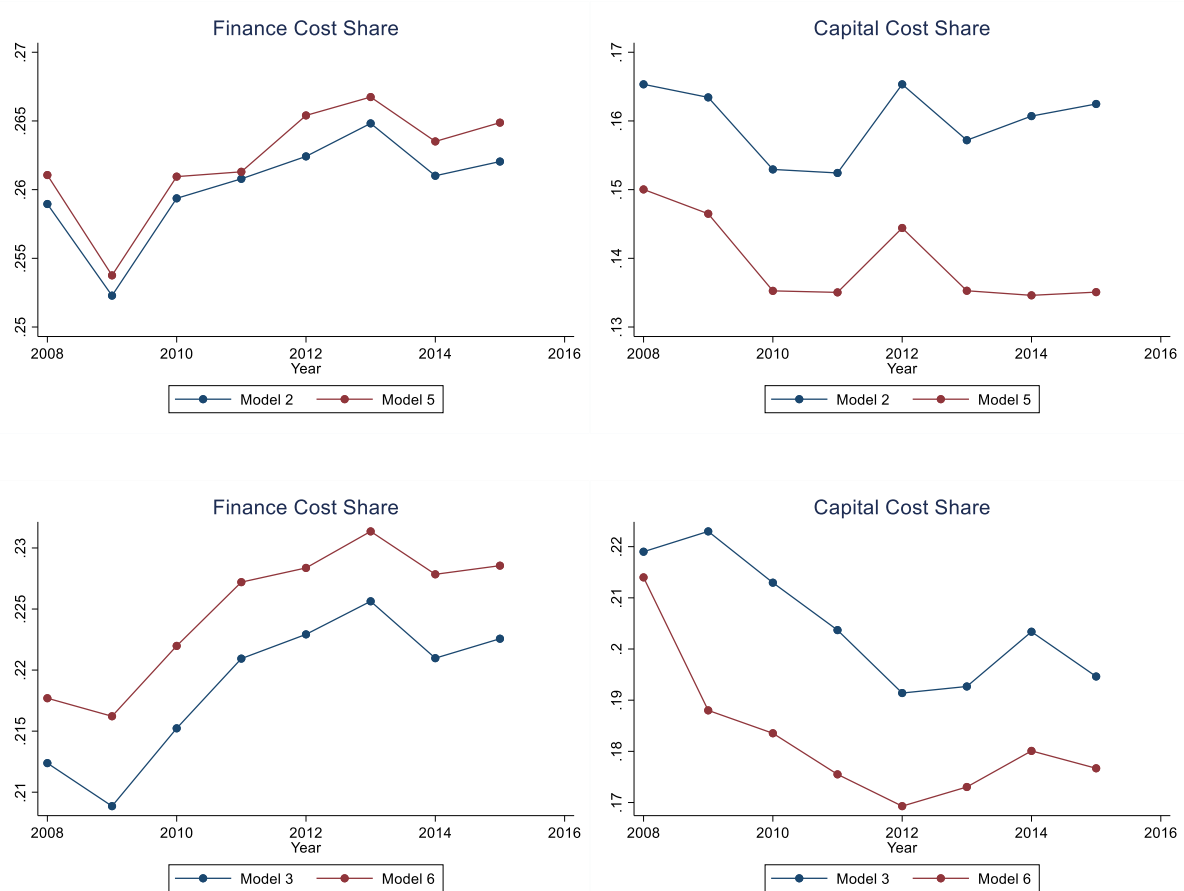 Finance Cost Share
.27
.265
.26
.255
.25
2008 2010 2012 2014 2016
Year
Model 2 Model 5
Capital Cost Share
.17
.16
.15
.14
.13
2008 2010 2012 2014 2016
Year
Model 2 Model 5
Finance Cost Share
.23
.225
.22
.215
.21
2008 2010 2012 2014 2016
Year
Model 3 Model 6
Capital Cost Share
.22
.21
.2
.19
.18
.17
2008 2010 2012 2014 2016
Year
Model 3 Model 6